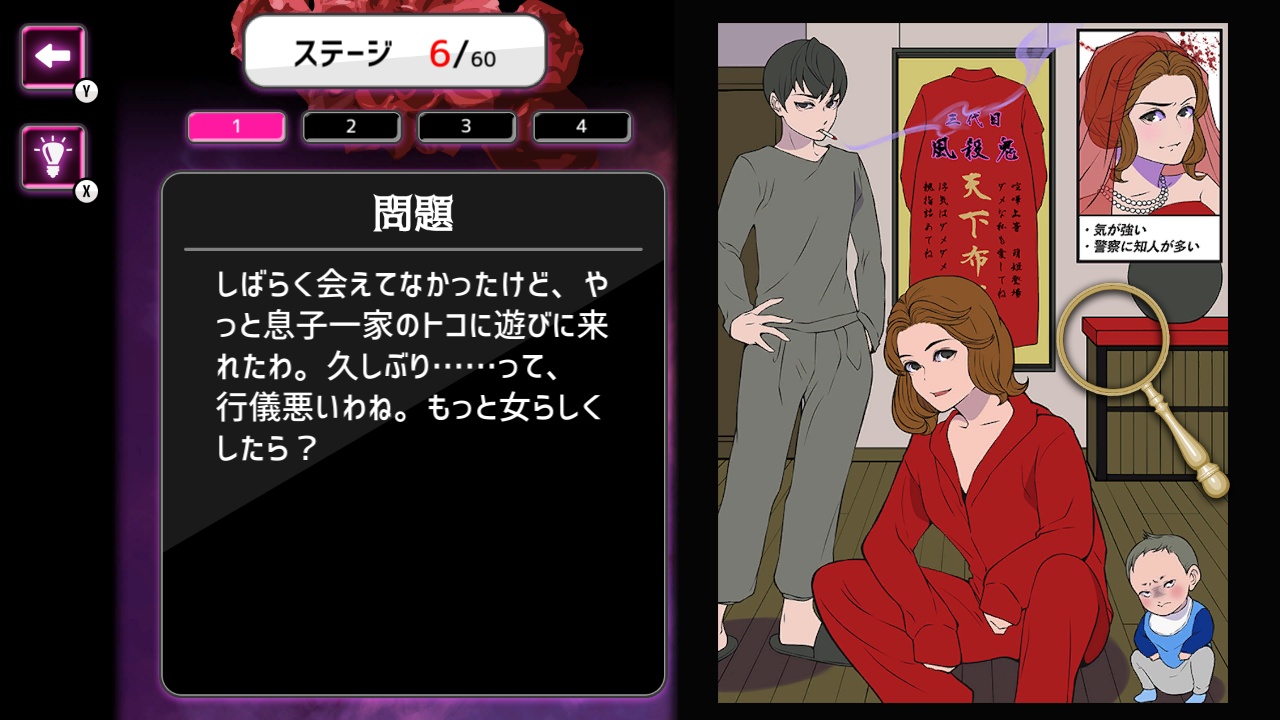 Y
X
ステージ 6/60
1 2 3 4
問題
しばらく会えてなかったけど、や
っと息子一家のトコに遊びに来
れたわ。久しぶり……って、
行儀悪いわね。もっと女らしく
したら？
三代目
風殺鬼
天下布
喧嘩上等
ダメな私も愛してね
浮気はダメダメ
・気が強い
・警察に知人が多い